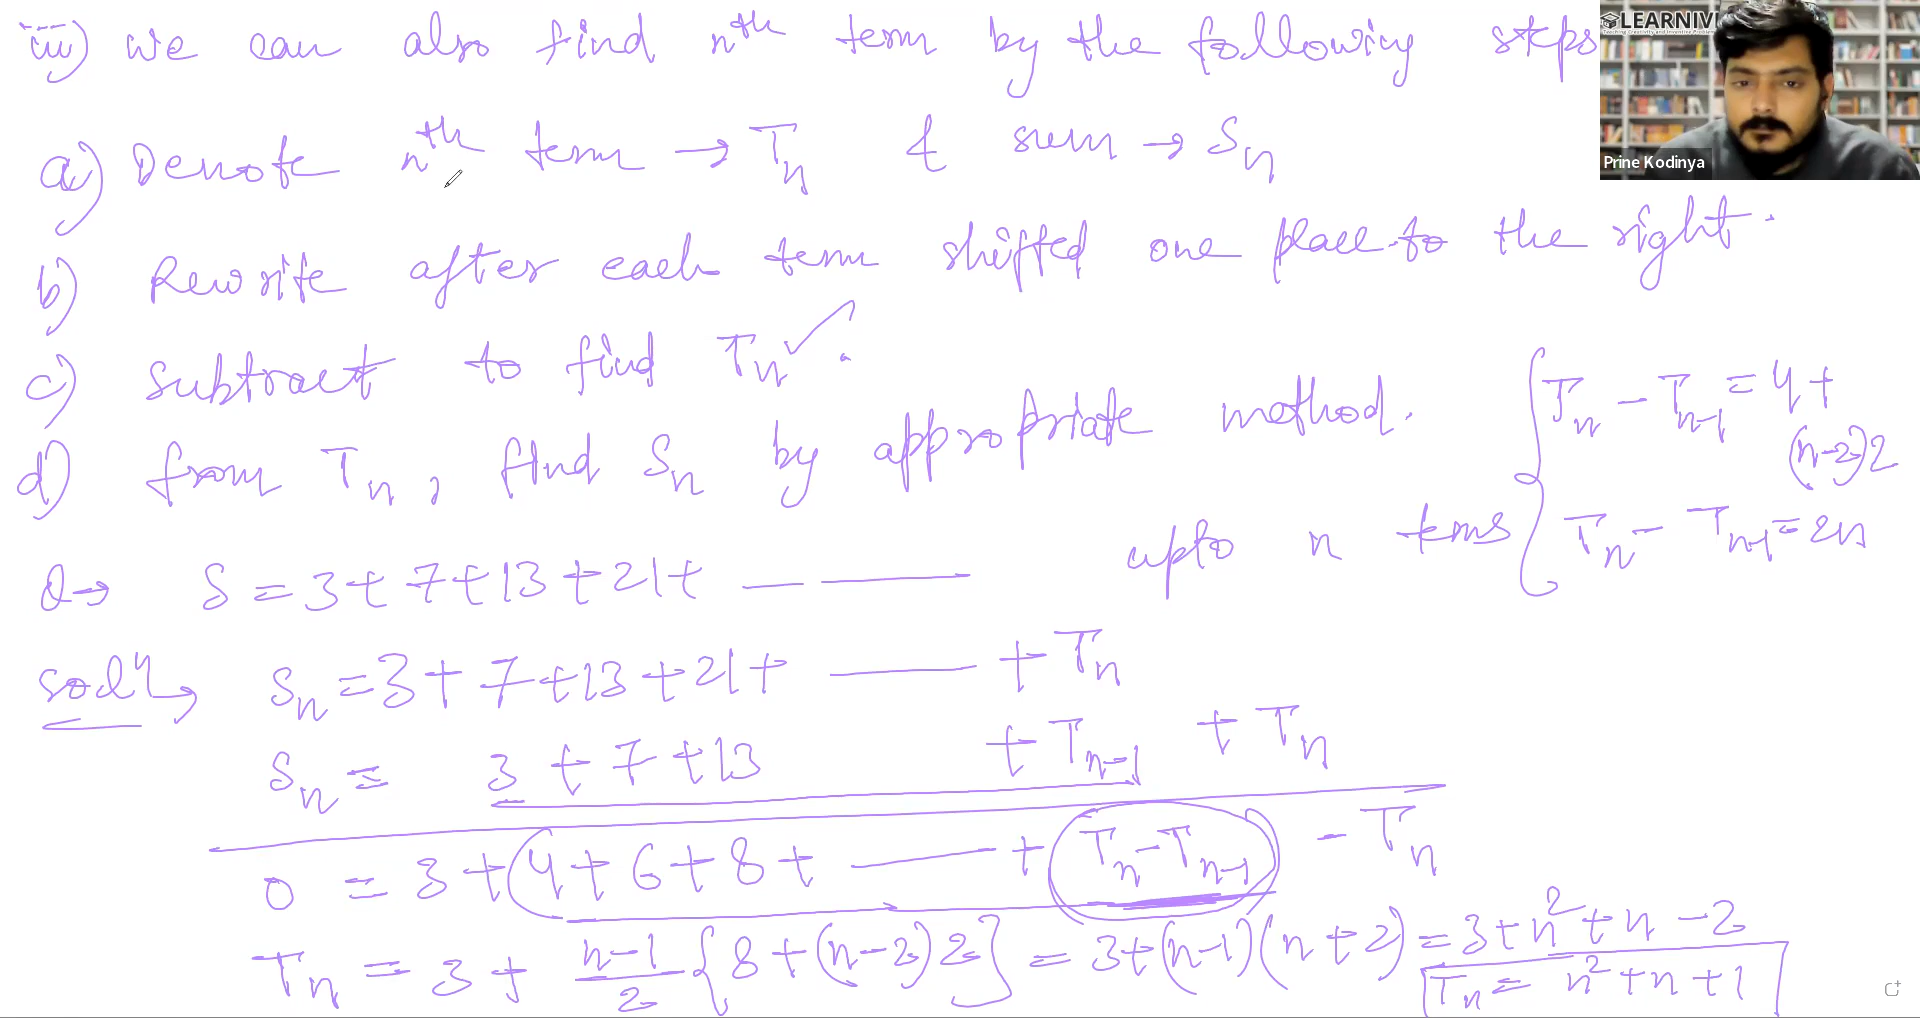 iii) we can also find nth term by the following steps
LEARNIV
Prine Kodinya
a) Denote nth term → Tn & sum → Sn
b) Rewrite after each term shifted one place to the right.
c) subtract to find Tn ✓.
d) from Tn, find Sn by appropriate method.
Tn - Tn-1 = 4+
(n-2)2
Tn - Tn-1 = 2n
Q→ S = 3+7+13+21+ ——— upto n terms
soln→ Sn = 3+7+13+21+ ——— + Tn
Sn = 3+7+13 + Tn-1 + Tn
0 = 3+(4+6+8+ ——— + Tn - Tn-1 - Tn
Tn = 3 + n-1/2 {8+(n-2)2} = 3+(n-1)(n+2) = 3+n²+n-2
Tn = n²+n+1